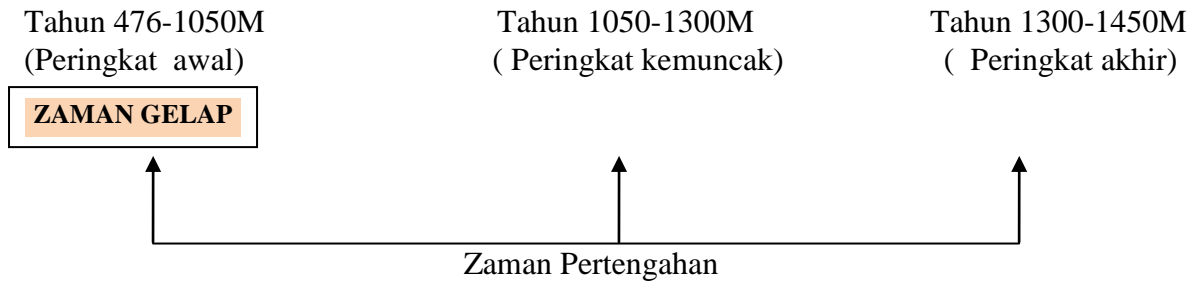 Tahun 476-1050M
(Peringkat awal)
ZAMAN GELAP
Tahun 1050-1300M
( Peringkat kemuncak)
Tahun 1300-1450M
( Peringkat akhir)
Zaman Pertengahan